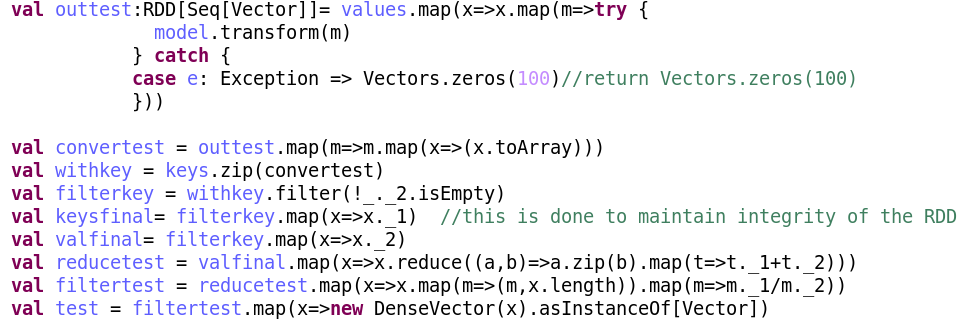 val outtest:RDD[Seq[Vector]]= values.map(x=>x.map(m=>try {
model.transform(m)
} catch {
case e: Exception => Vectors.zeros(100)//return Vectors.zeros(100)
}))
val convertest = outtest.map(m=>m.map(x=>(x.toArray)))
val withkey = keys.zip(convertest)
val filterkey = withkey.filter(!_._2.isEmpty)
val keysfinal= filterkey.map(x=>x._1)  //this is done to maintain integrity of the RDD
val valfinal= filterkey.map(x=>x._2)
val reducetest = valfinal.map(x=>x.reduce((a,b)=>a.zip(b).map(t=>t._1+t._2)))
val filtertest = reducetest.map(x=>x.map(m=>(m,x.length)).map(m=>m._1/m._2))
val test = filtertest.map(x=>new DenseVector(x).asInstanceOf[Vector])